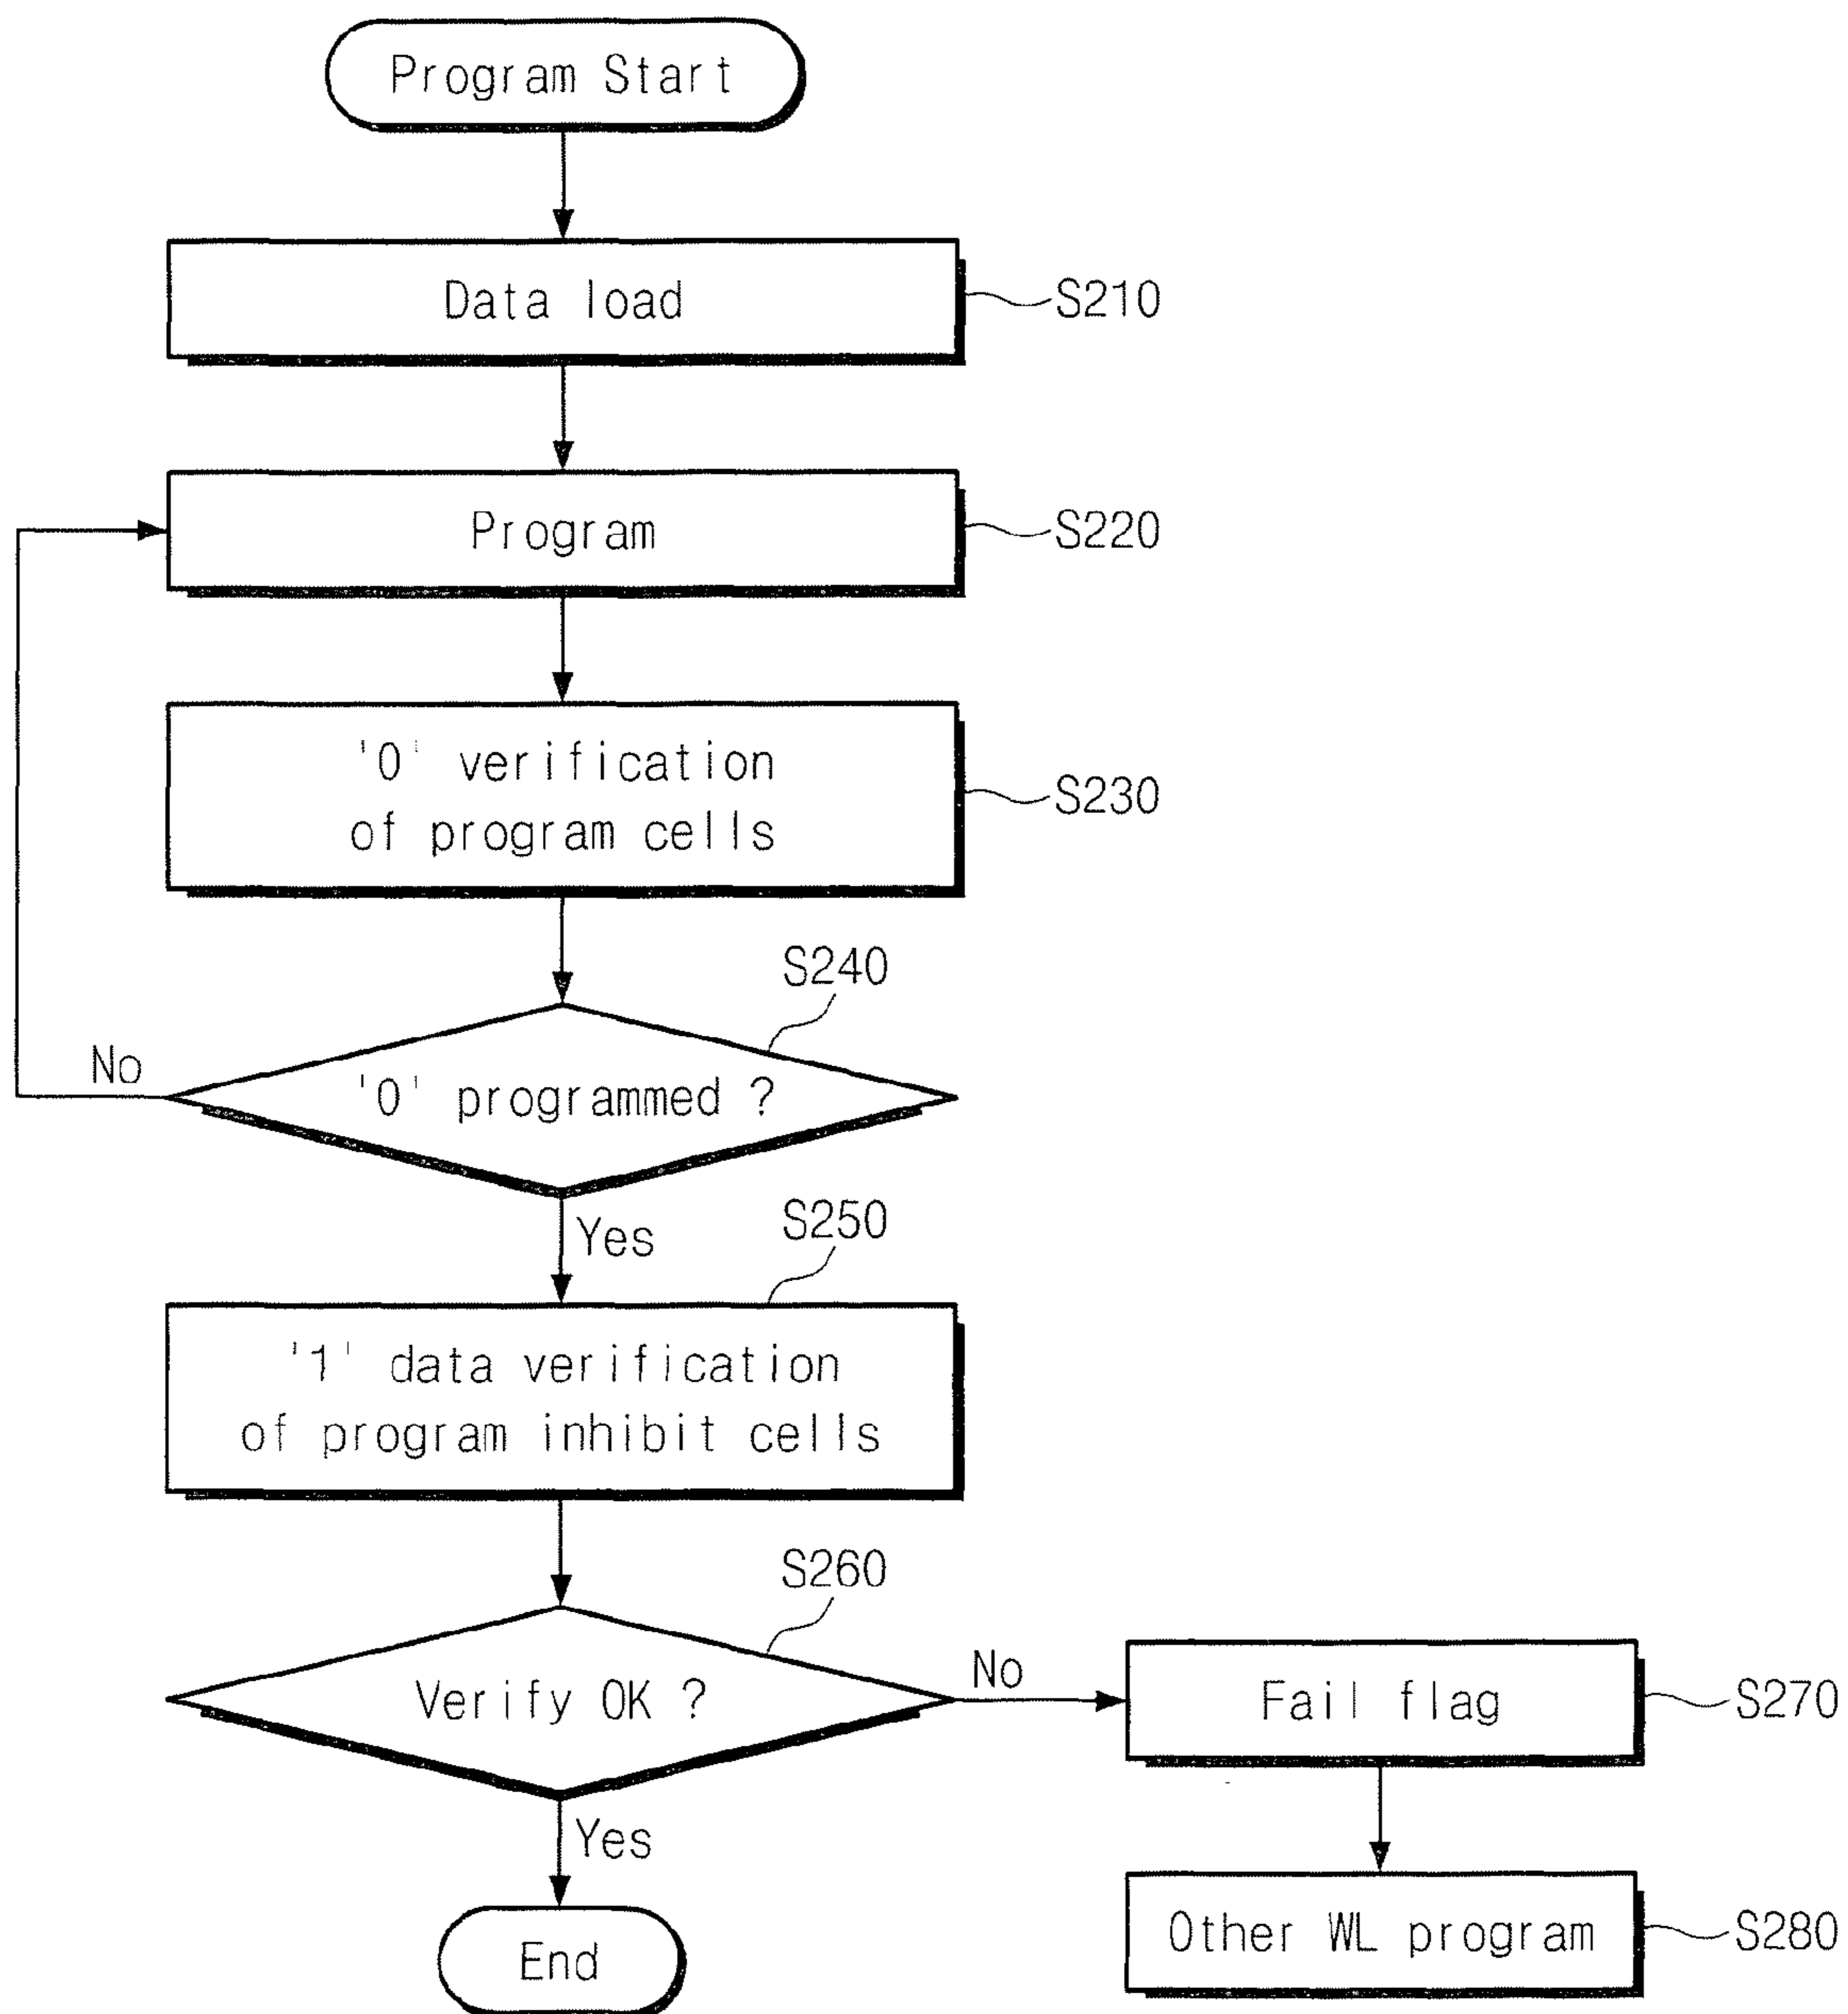 Program Start
Data load
S210
Program
S220
'0' verification
of program cells
S230
S240
No
'0' programmed ?
Yes
S250
'1' data verification
of program inhibit cells
S260
Verify OK ?
No
Fail flag
S270
Yes
Other WL program
S280
End